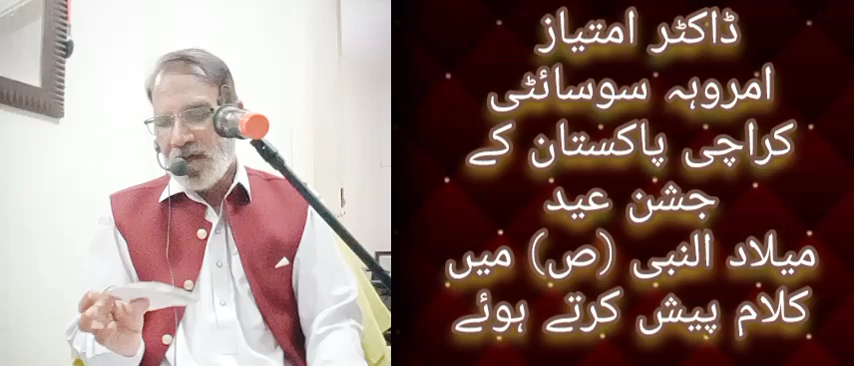 ڈاکٹر امتیاز
امروہہ سوسائٹی
کراچی پاکستان کے
جشن عید
میلاد النبی (ص) میں
کلام پیش کرتے ہوئے